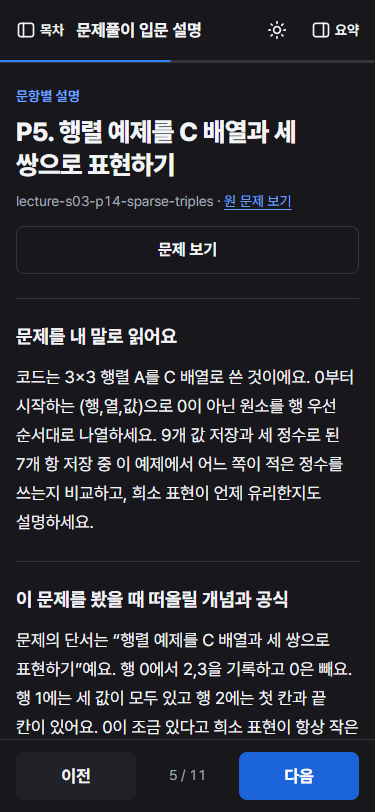 목차 문제풀이 입문 설명 요약
문항별 설명
P5. 행렬 예제를 C 배열과 세
쌍으로 표현하기
lecture-s03-p14-sparse-triples · 원 문제 보기
문제 보기
문제를 내 말로 읽어요
코드는 3×3 행렬 A를 C 배열로 쓴 것이에요. 0부터
시작하는 (행,열,값)으로 0이 아닌 원소를 행 우선
순서대로 나열하세요. 9개 값 저장과 세 정수로 된
7개 항 저장 중 이 예제에서 어느 쪽이 적은 정수를
쓰는지 비교하고, 희소 표현이 언제 유리한지도
설명하세요.
이 문제를 봤을 때 떠올릴 개념과 공식
문제의 단서는 “행렬 예제를 C 배열과 세 쌍으로
표현하기”예요. 행 0에서 2,3을 기록하고 0은 빼요.
행 1에는 세 값이 모두 있고 행 2에는 첫 칸과 끝
칸이 있어요. 0이 조금 있다고 희소 표현이 항상 작은
이전 5 / 11 다음